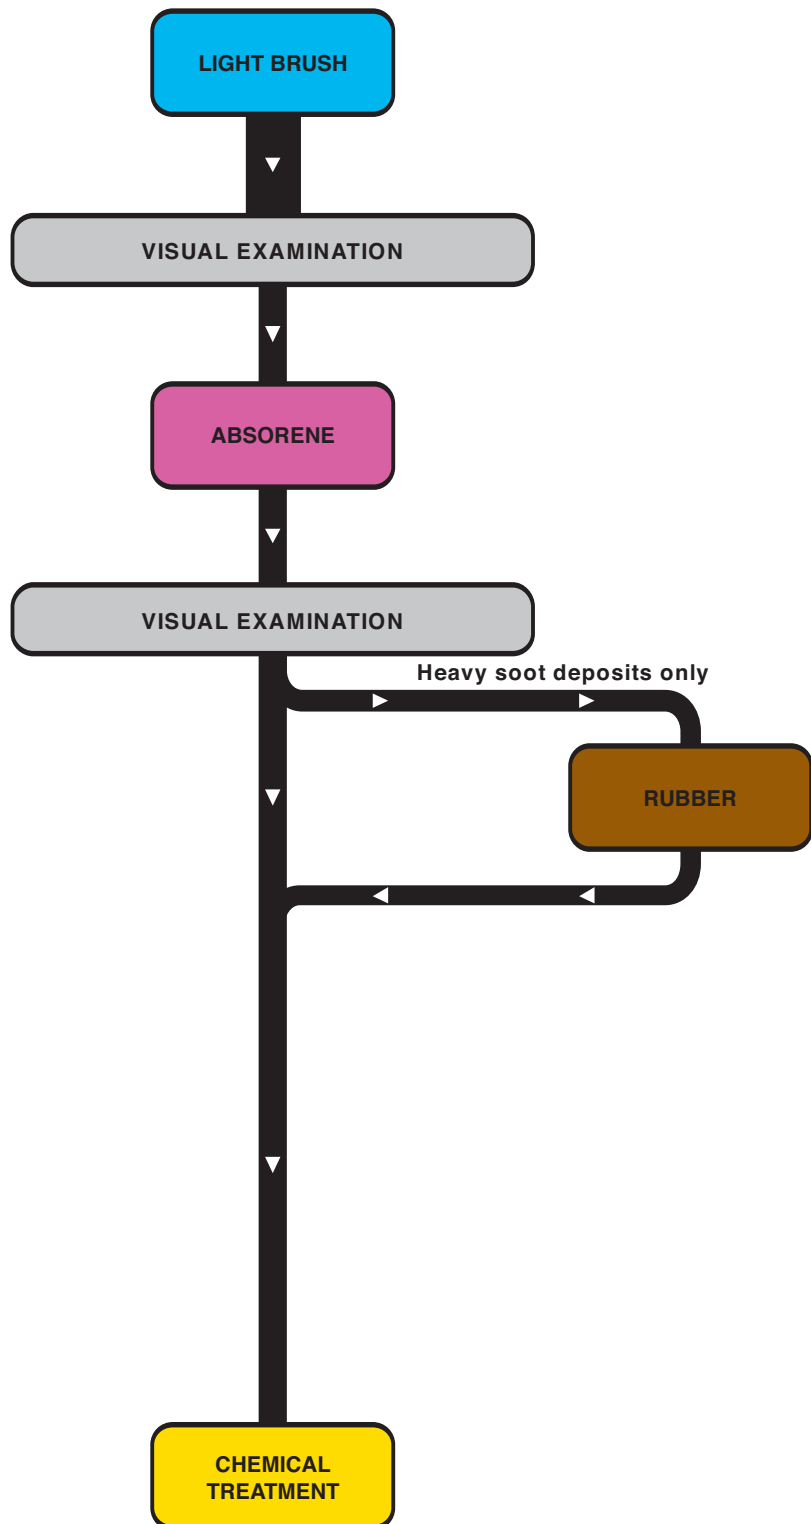 LIGHT BRUSH
VISUAL EXAMINATION
ABSORENE
VISUAL EXAMINATION
Heavy soot deposits only
RUBBER
CHEMICAL
TREATMENT